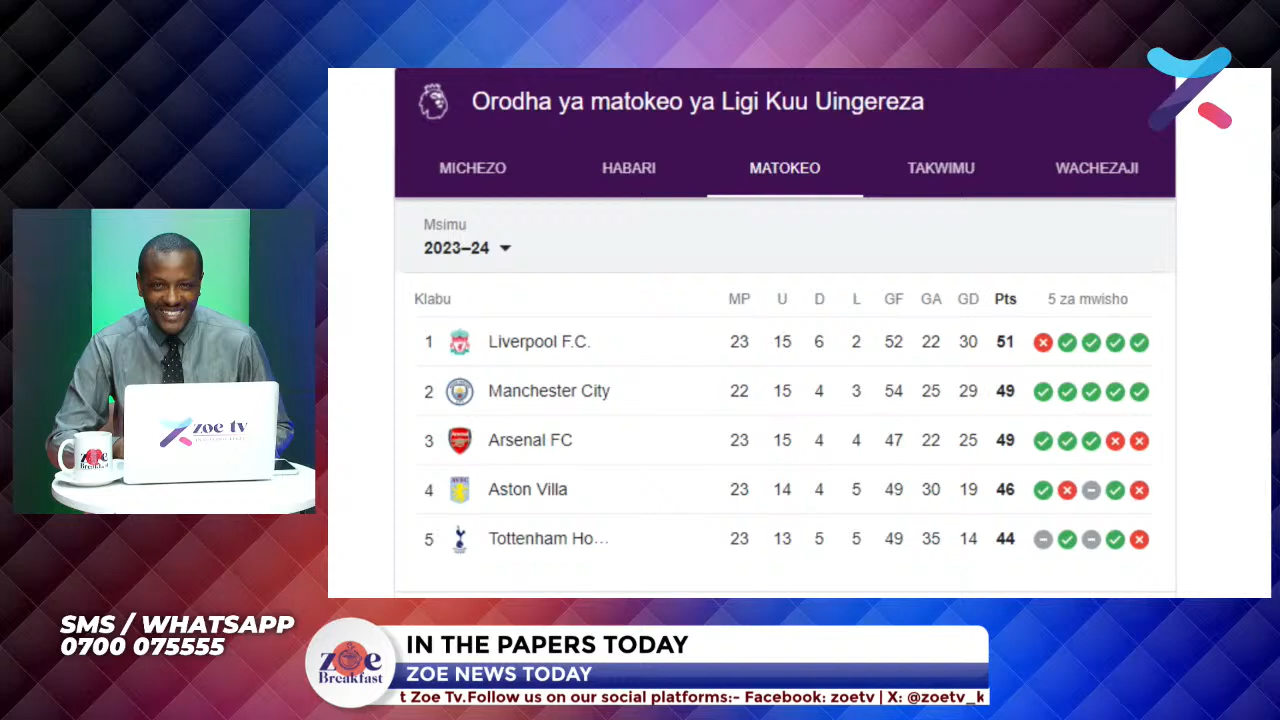 Orodha ya matokeo ya Ligi Kuu Uingereza
MICHEZO HABARI MATOKEO TAKWIMU WACHEZAJI
Msimu
2023–24
Klabu MP U D L GF GA GD Pts 5 za mwisho
1 Liverpool F.C. 23 15 6 2 52 22 30 51
2 Manchester City 22 15 4 3 54 25 29 49
3 Arsenal FC 23 15 4 4 47 22 25 49
4 Aston Villa 23 14 4 5 49 30 19 46
5 Tottenham Ho... 23 13 5 5 49 35 14 44
zoe tv
zoe
Breakfast
SMS / WHATSAPP
0700 075555
zoe
Breakfast
IN THE PAPERS TODAY
ZOE NEWS TODAY
t Zoe Tv.Follow us on our social platforms:- Facebook: zoetv | X: @zoetv_k